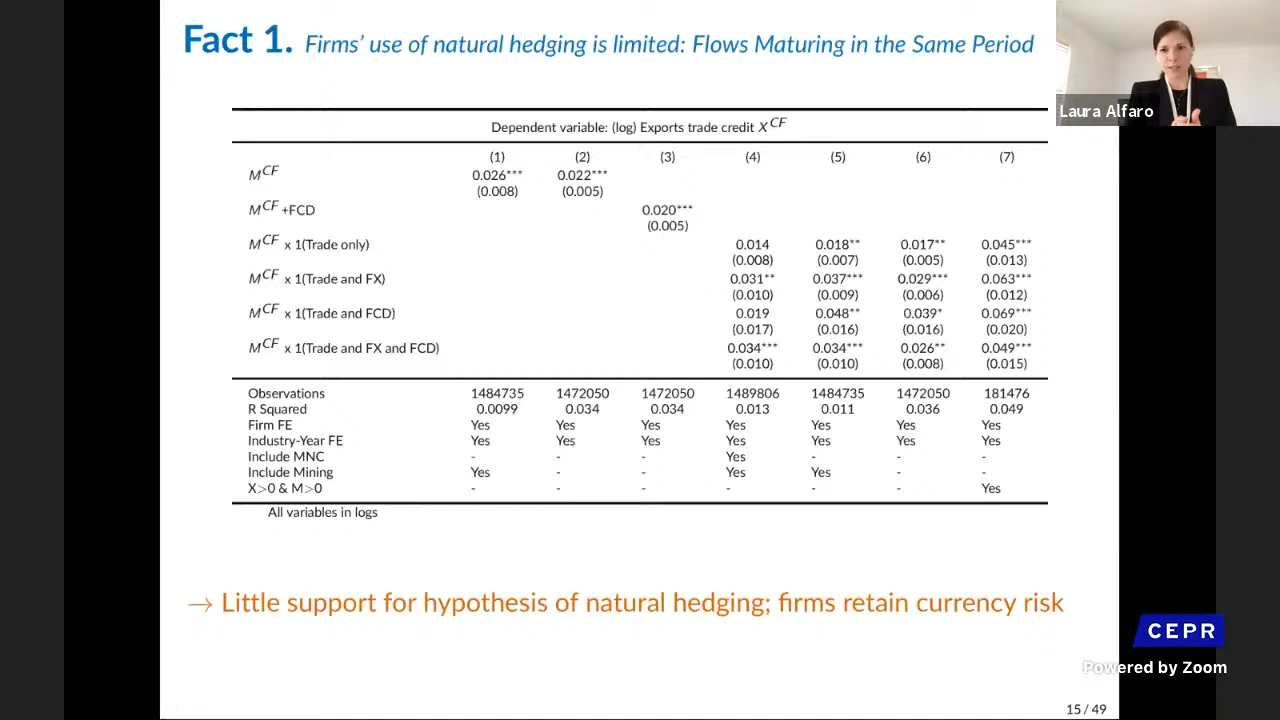 Fact 1. Firms' use of natural hedging is limited: Flows Maturing in the Same Period
Laura Alfaro
Dependent variable: (log) Exports trade credit X^CF
(1) (2) (3) (4) (5) (6) (7)
M^CF 0.026*** 0.022***
(0.008) (0.005)
M^CF +FCD 0.020***
(0.005)
M^CF x 1(Trade only) 0.014 0.018** 0.017** 0.045***
(0.008) (0.007) (0.005) (0.013)
M^CF x 1(Trade and FX) 0.031** 0.037*** 0.029*** 0.063***
(0.010) (0.009) (0.006) (0.012)
M^CF x 1(Trade and FCD) 0.019 0.048** 0.039* 0.069***
(0.017) (0.016) (0.016) (0.020)
M^CF x 1(Trade and FX and FCD) 0.034*** 0.034*** 0.026** 0.049***
(0.010) (0.010) (0.008) (0.015)
Observations 1484735 1472050 1472050 1489806 1484735 1472050 181476
R Squared 0.0099 0.034 0.034 0.013 0.011 0.036 0.049
Firm FE Yes Yes Yes Yes Yes Yes Yes
Industry-Year FE Yes Yes Yes Yes Yes Yes Yes
Include MNC - - - Yes - - -
Include Mining Yes - - Yes Yes - -
X>0 & M>0 - - - - - - Yes
All variables in logs
→ Little support for hypothesis of natural hedging; firms retain currency risk
CEPR
Powered by Zoom
15 / 49